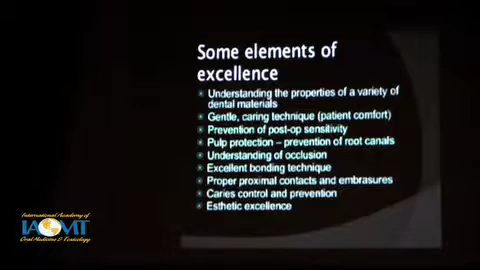 Some elements of
excellence
Understanding the properties of a variety of
dental materials
Gentle, caring technique (patient comfort)
Prevention of post-op sensitivity
Pulp protection – prevention of root canals
Understanding of occlusion
Excellent bonding technique
Proper proximal contacts and embrasures
Caries control and prevention
Esthetic excellence
International Academy of
IAOMT
Oral Medicine & Toxicology